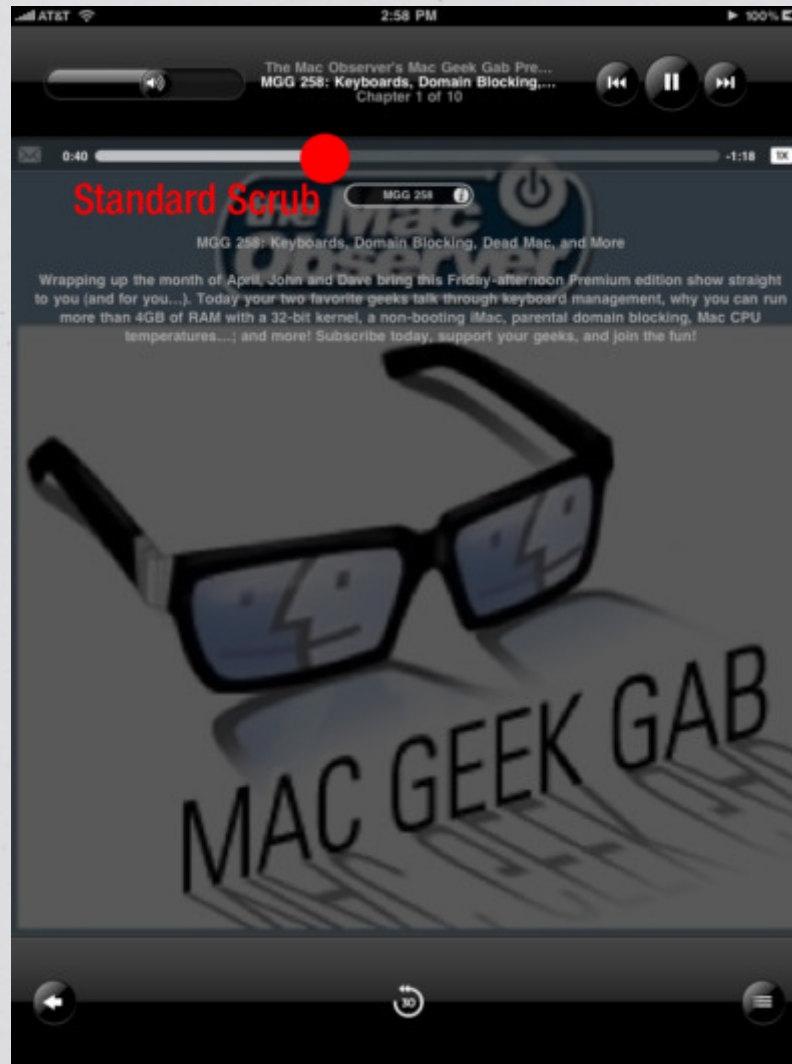 AT&T 2:58 PM 100%
The Mac Observer's Mac Geek Gab Pre...
MGG 258: Keyboards, Domain Blocking,...
Chapter 1 of 10
0:40 -1:18
Standard Scrub
MGG 258
the Mac
Observer
MGG 258: Keyboards, Domain Blocking, Dead Mac, and More
Wrapping up the month of April, John and Dave bring this Friday-afternoon Premium edition show straight
to you (and for you...). Today your two favorite geeks talk through keyboard management, why you can run
more than 4GB of RAM with a 32-bit kernel, a non-booting iMac, parental domain blocking, Mac CPU
temperatures...; and more! Subscribe today, support your geeks, and join the fun!
MAC GEEK GAB
30